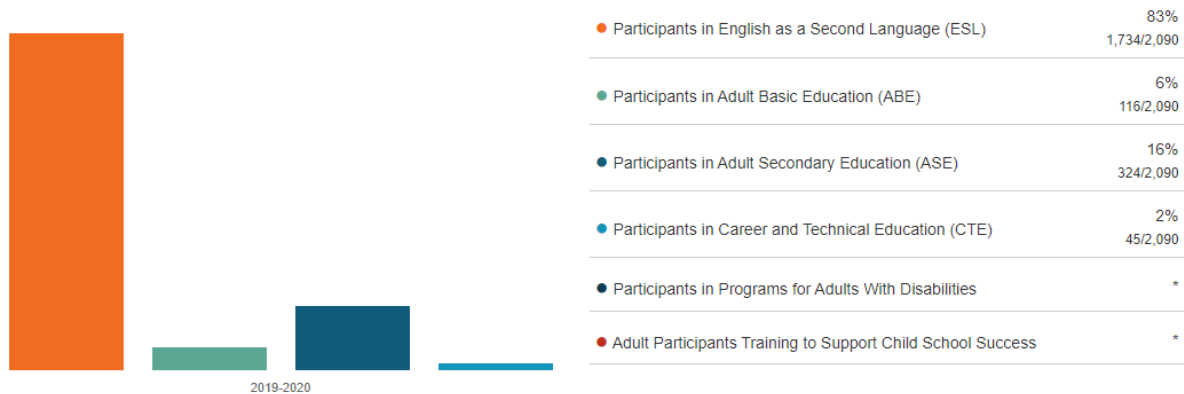 Participants in English as a Second Language (ESL) 83%
1,734/2,090
Participants in Adult Basic Education (ABE) 6%
116/2,090
Participants in Adult Secondary Education (ASE) 16%
324/2,090
Participants in Career and Technical Education (CTE) 2%
45/2,090
Participants in Programs for Adults With Disabilities *
Adult Participants Training to Support Child School Success *
2019-2020